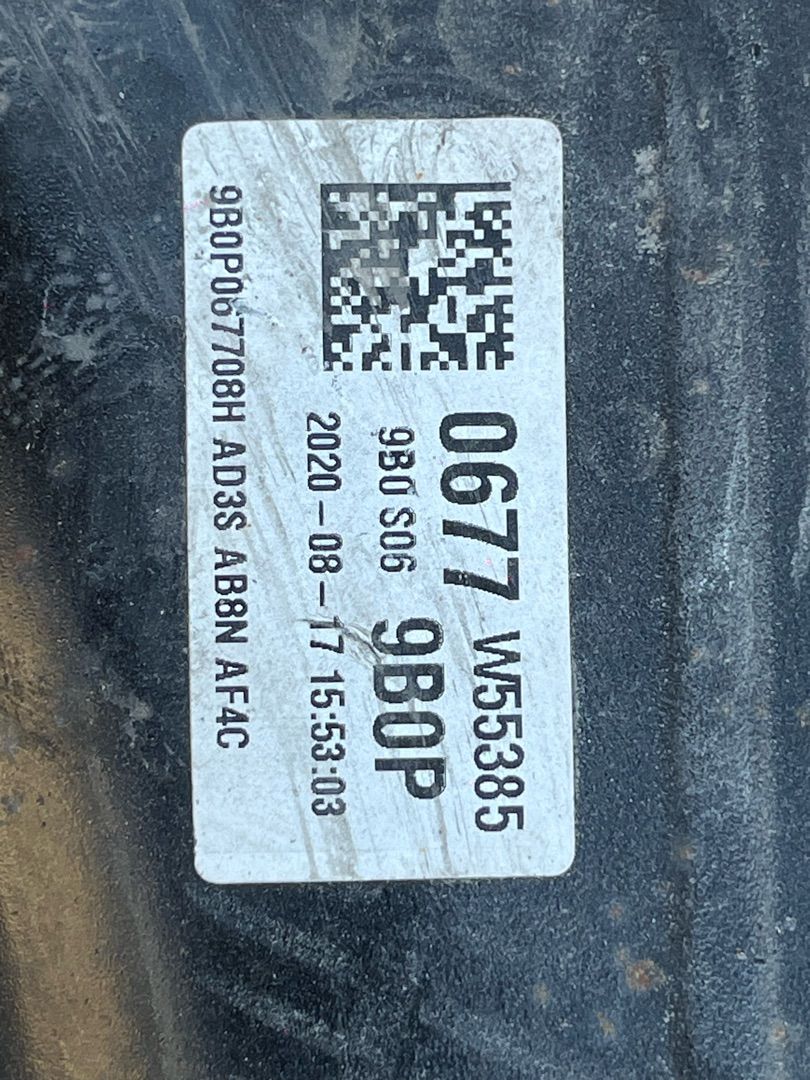 0677 W55385
9B0 S06 9B0P
2020-08-17 15:53:03
9B0P067708H AD3S AB8N AF4C